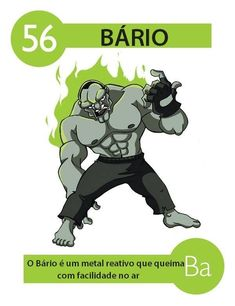 56
BÁRIO
O Bário é um metal reativo que queima
com facilidade no ar
Ba